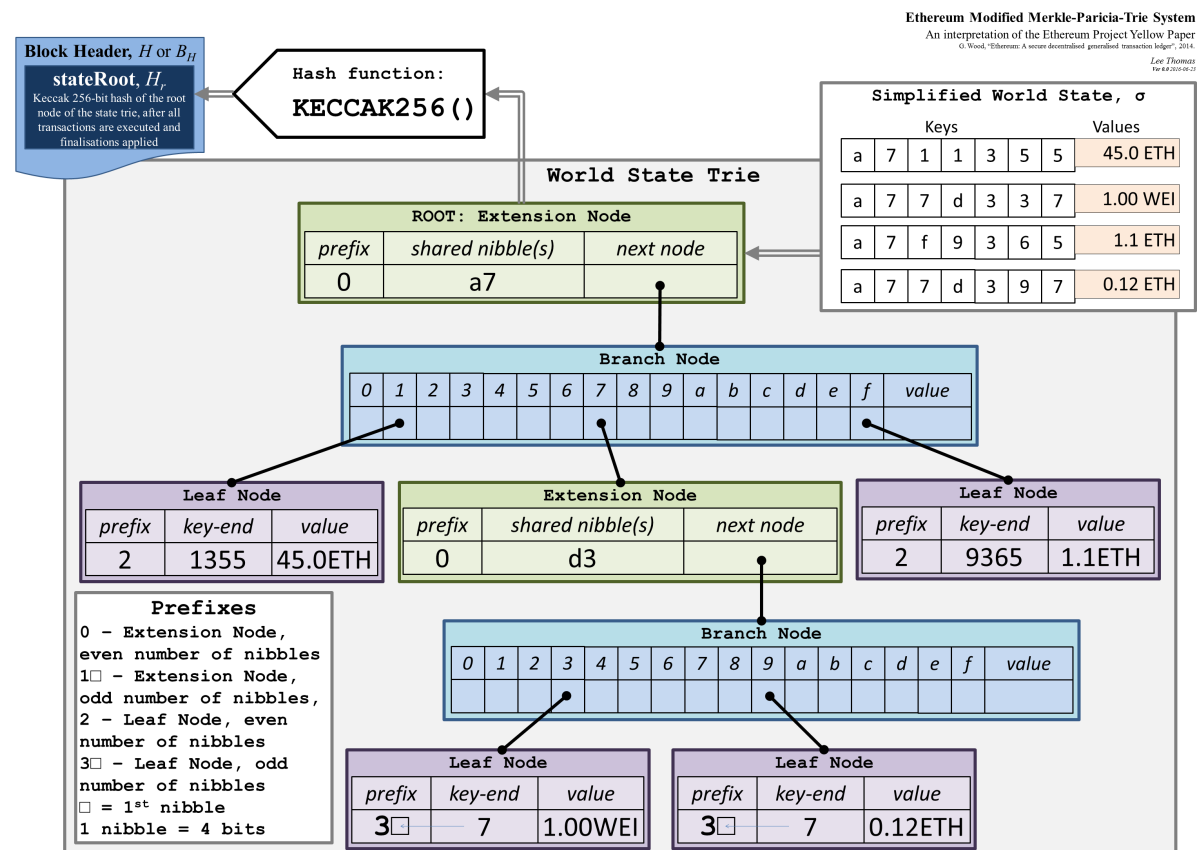 Ethereum Modified Merkle-Paricia-Trie System
An interpretation of the Ethereum Project Yellow Paper
G. Wood, "Ethereum: A secure decentralised generalised transaction ledger", 2014.
Lee Thomas
Ver 0.0 2016-06-23
Block Header, H or B_H
stateRoot, H_r
Keccak 256-bit hash of the root
node of the state trie, after all
transactions are executed and
finalisations applied
Hash function:
KECCAK256()
Simplified World State, σ
Keys Values
a 7 1 1 3 5 5 45.0 ETH
a 7 7 d 3 3 7 1.00 WEI
a 7 f 9 3 6 5 1.1 ETH
a 7 7 d 3 9 7 0.12 ETH
World State Trie
ROOT: Extension Node
prefix shared nibble(s) next node
0 a7
Branch Node
0 1 2 3 4 5 6 7 8 9 a b c d e f value
Leaf Node
prefix key-end value
2 1355 45.0ETH
Extension Node
prefix shared nibble(s) next node
0 d3
Leaf Node
prefix key-end value
2 9365 1.1ETH
Branch Node
0 1 2 3 4 5 6 7 8 9 a b c d e f value
Leaf Node
prefix key-end value
3□ 7 1.00WEI
Leaf Node
prefix key-end value
3□ 7 0.12ETH
Prefixes
0 – Extension Node,
even number of nibbles
1□ – Extension Node,
odd number of nibbles,
2 – Leaf Node, even
number of nibbles
3□ – Leaf Node, odd
number of nibbles
□ = 1st nibble
1 nibble = 4 bits